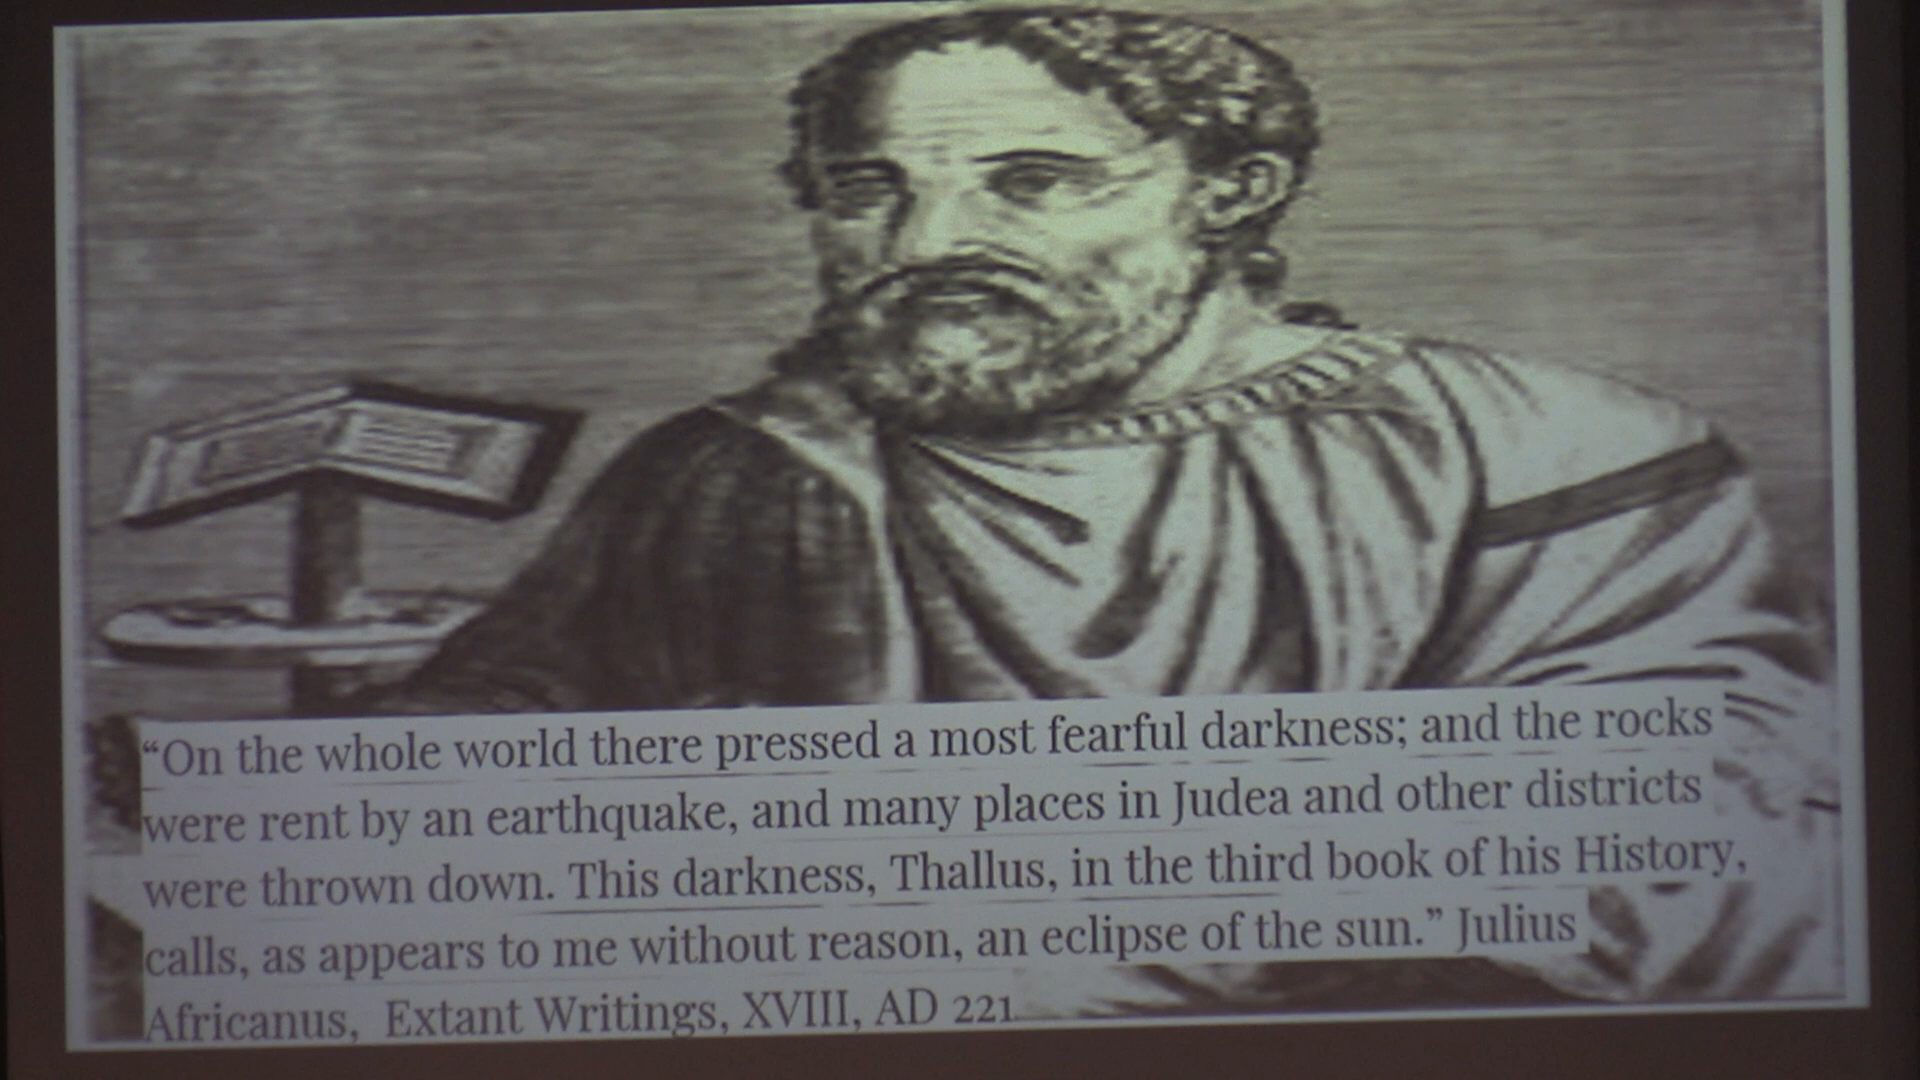 “On the whole world there pressed a most fearful darkness; and the rocks
were rent by an earthquake, and many places in Judea and other districts
were thrown down. This darkness, Thallus, in the third book of his History,
calls, as appears to me without reason, an eclipse of the sun.” Julius
Africanus, Extant Writings, XVIII, AD 221